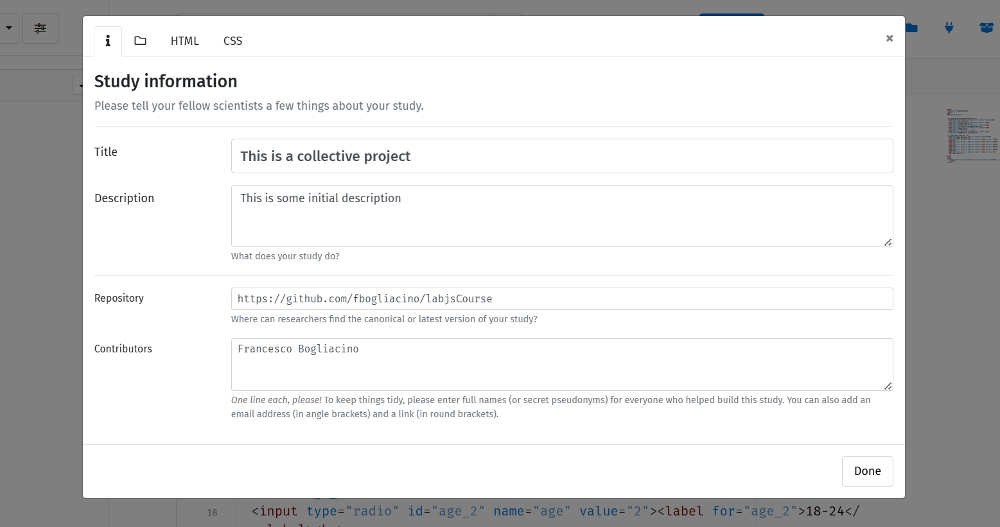 HTML CSS
×
Study information
Please tell your fellow scientists a few things about your study.
Title
This is a collective project
Description
This is some initial description
What does your study do?
Repository
https://github.com/fbogliacino/labjsCourse
Where can researchers find the canonical or latest version of your study?
Contributors
Francesco Bogliacino
One line each, please! To keep things tidy, please enter full names (or secret pseudonyms) for everyone who helped build this study. You can also add an
email address (in angle brackets) and a link (in round brackets).
Done
18 <input type="radio" id="age_2" name="age" value="2"><label for="age_2">18-24</